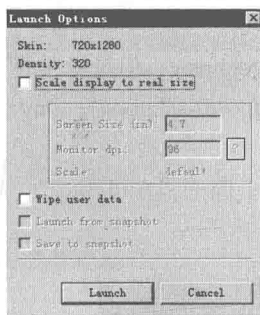 Launch Options
Skin: 720x1280
Density: 320
Scale display to real size
Screen Size (in): 4.7
Monitor dpi: 96 ?
Scale: default
Wipe user data
Launch from snapshot
Save to snapshot
Launch Cancel